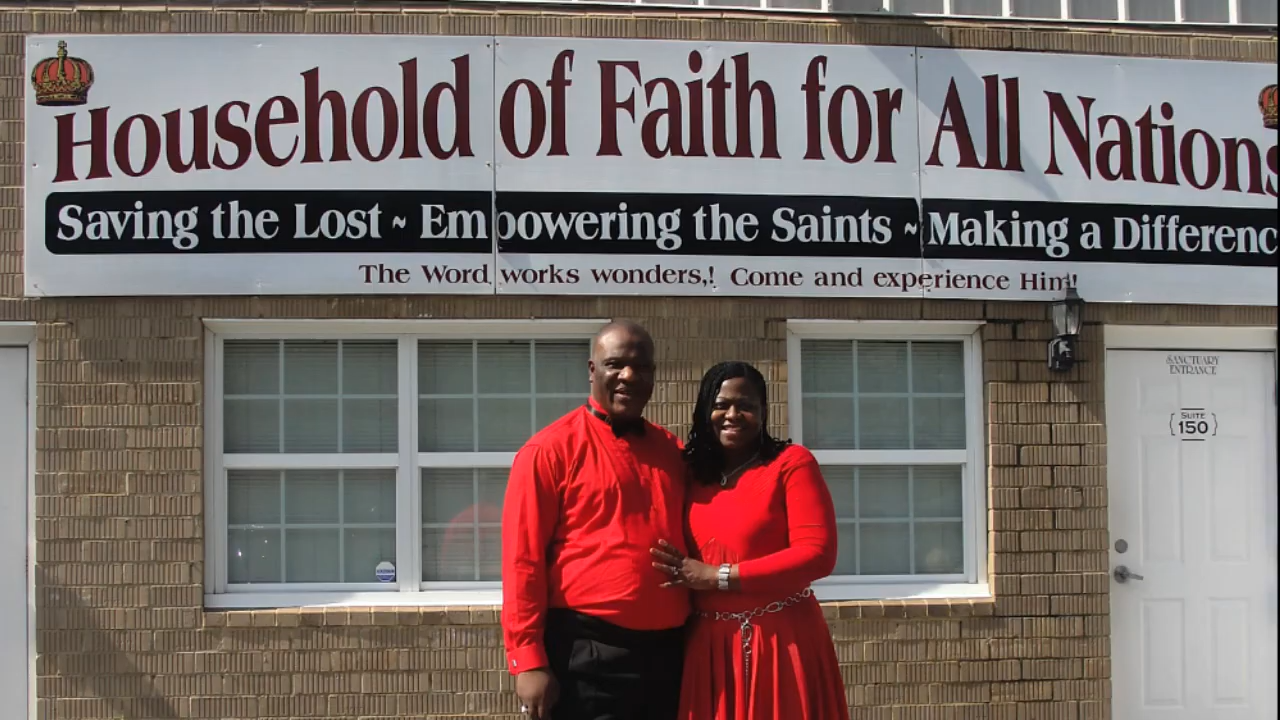 Household of Faith for All Nations
Saving the Lost ~ Empowering the Saints ~ Making a Differenc
The Word works wonders,! Come and experience Him!
SANCTUARY
ENTRANCE
SUITE
150